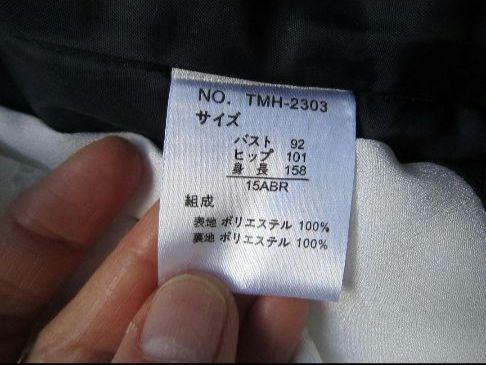 NO. TMH-2303
サイズ
バスト 92
ヒップ 101
身長 158
15ABR
組成
表地 ポリエステル 100%
裏地 ポリエステル 100%